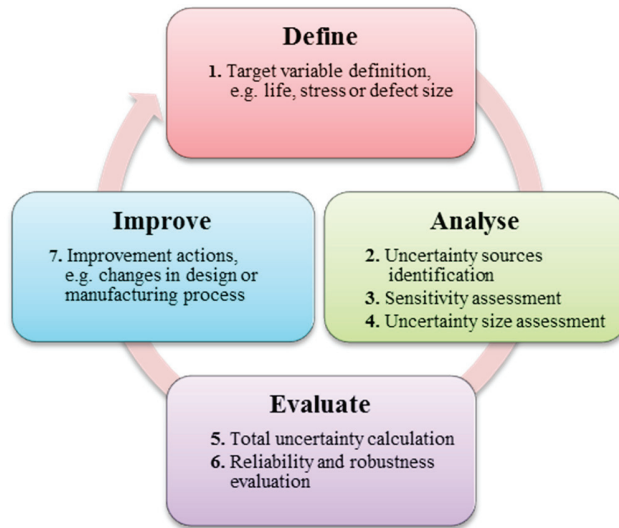 Define
1. Target variable definition,
e.g. life, stress or defect size
Analyse
2. Uncertainty sources
identification
3. Sensitivity assessment
4. Uncertainty size assessment
Evaluate
5. Total uncertainty calculation
6. Reliability and robustness
evaluation
Improve
7. Improvement actions,
e.g. changes in design or
manufacturing process